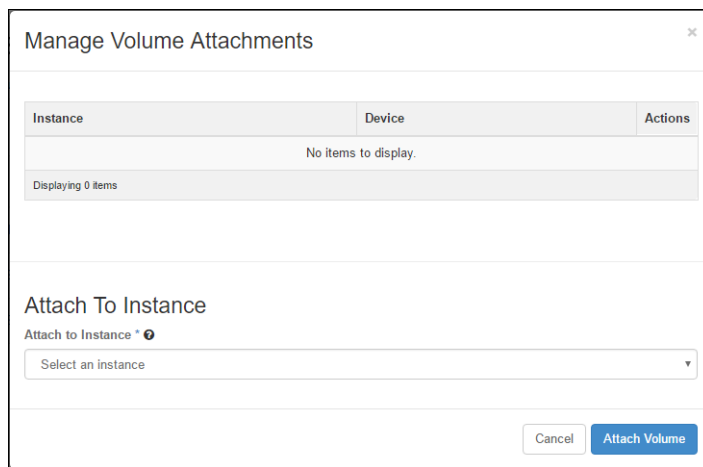 Manage Volume Attachments
×
Instance Device Actions
No items to display.
Displaying 0 items
Attach To Instance
Attach to Instance * ?
Select an instance
Cancel Attach Volume